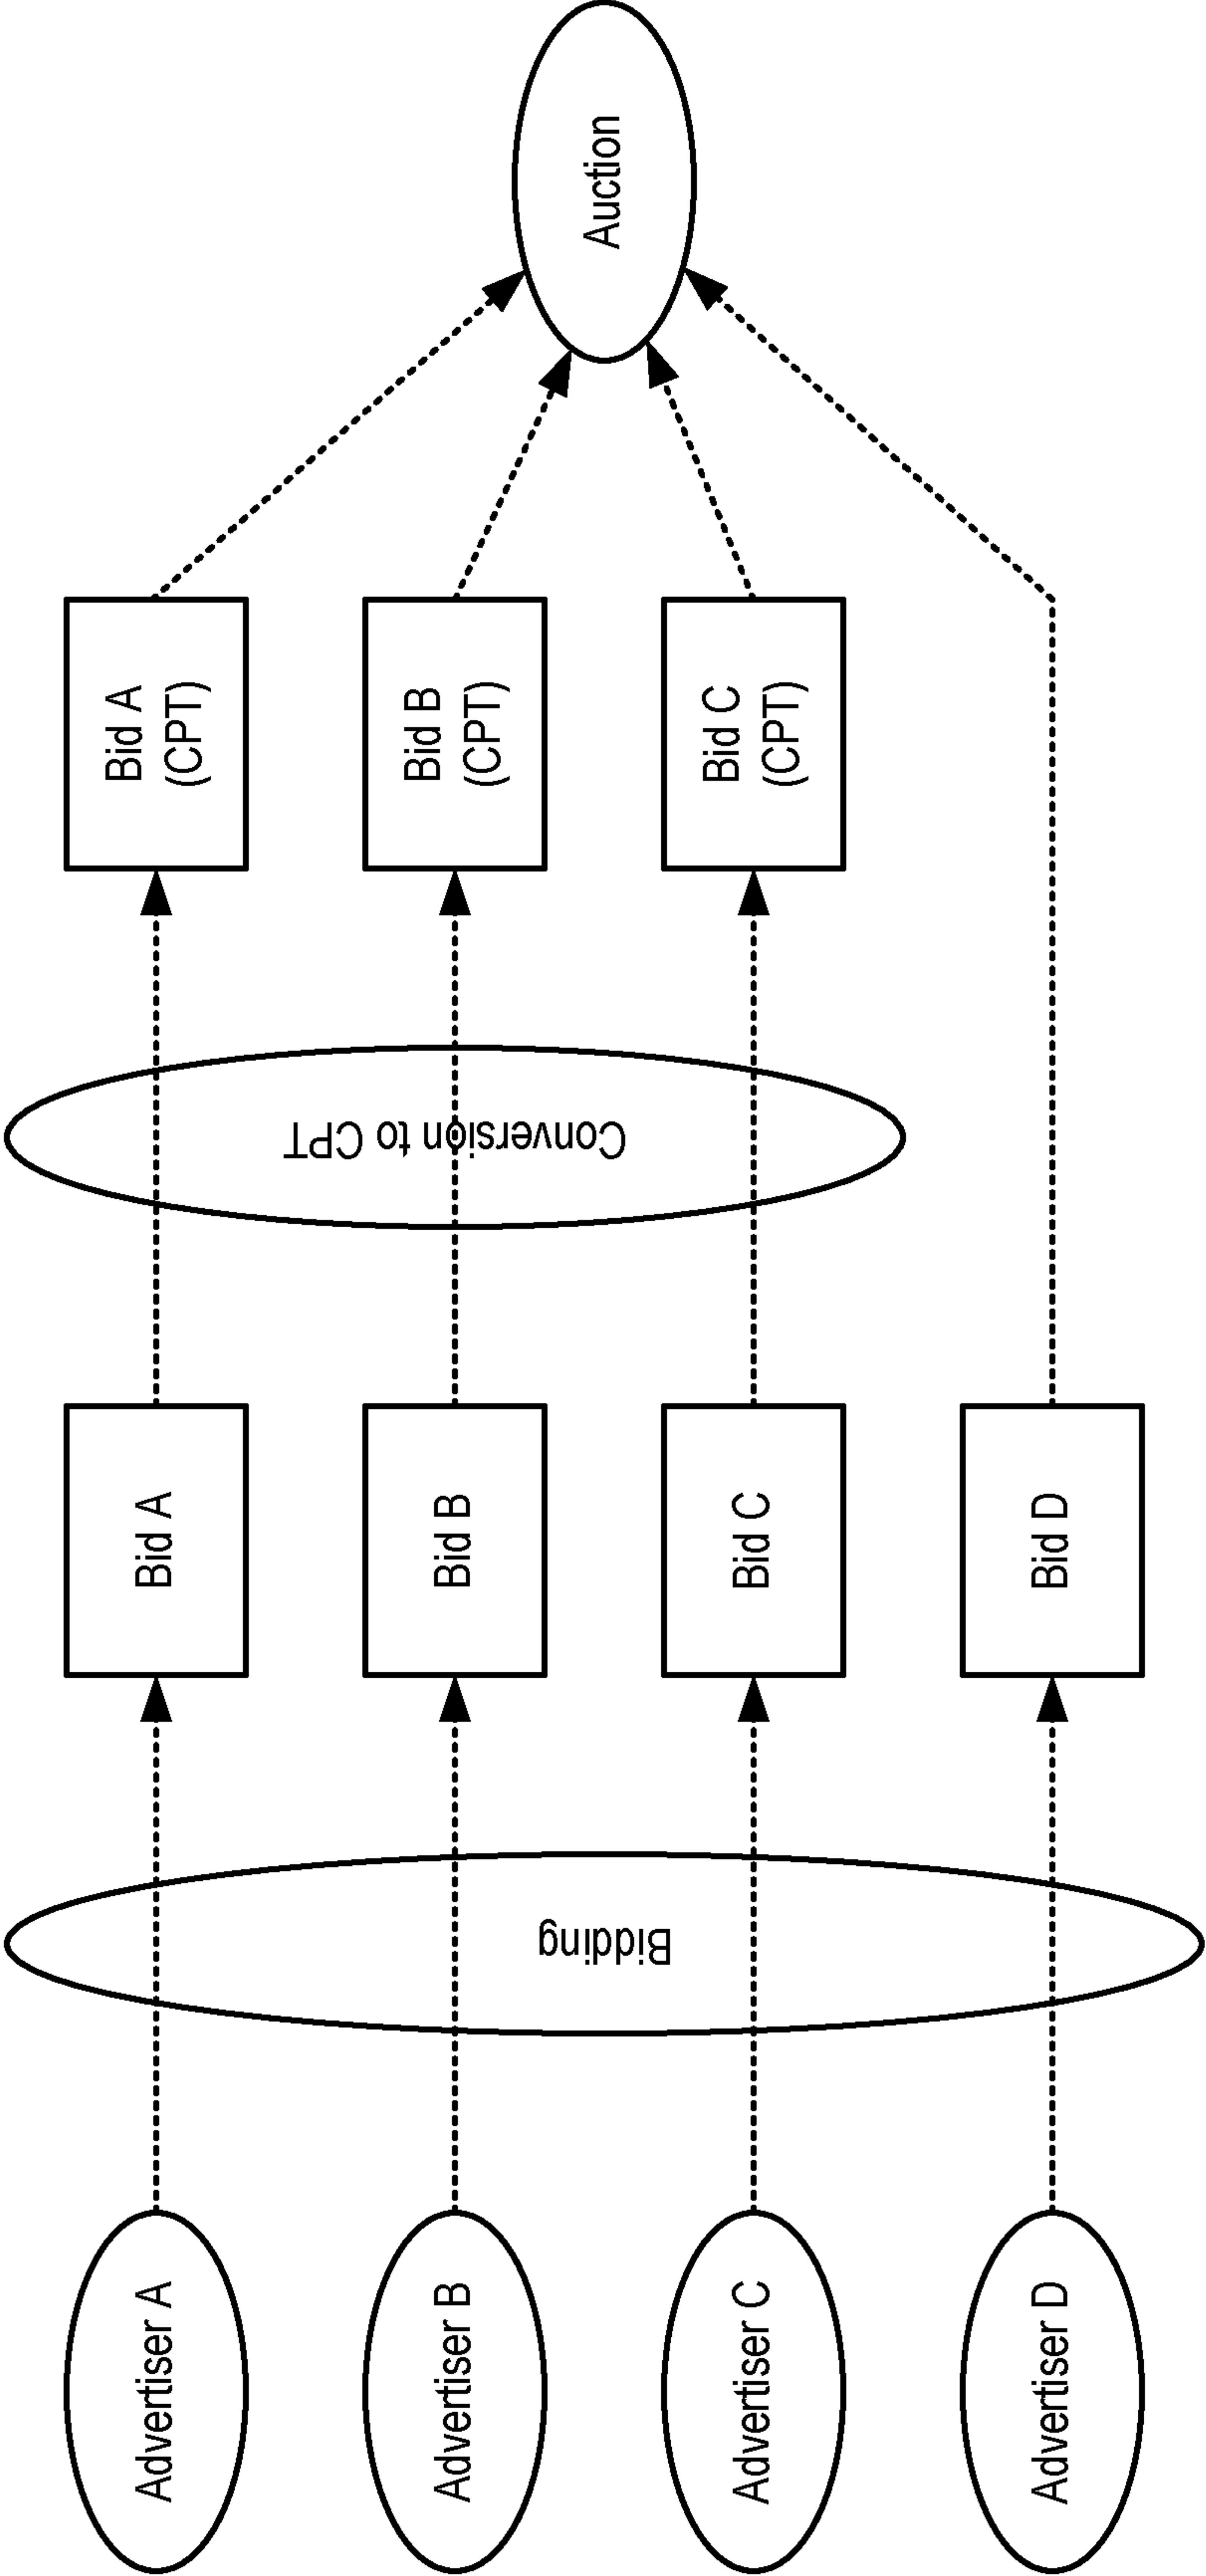 Advertiser A
Advertiser B
Advertiser C
Advertiser D
Bidding
Bid A
Bid B
Bid C
Bid D
Conversion to CPT
Bid A
(CPT)
Bid B
(CPT)
Bid C
(CPT)
Auction